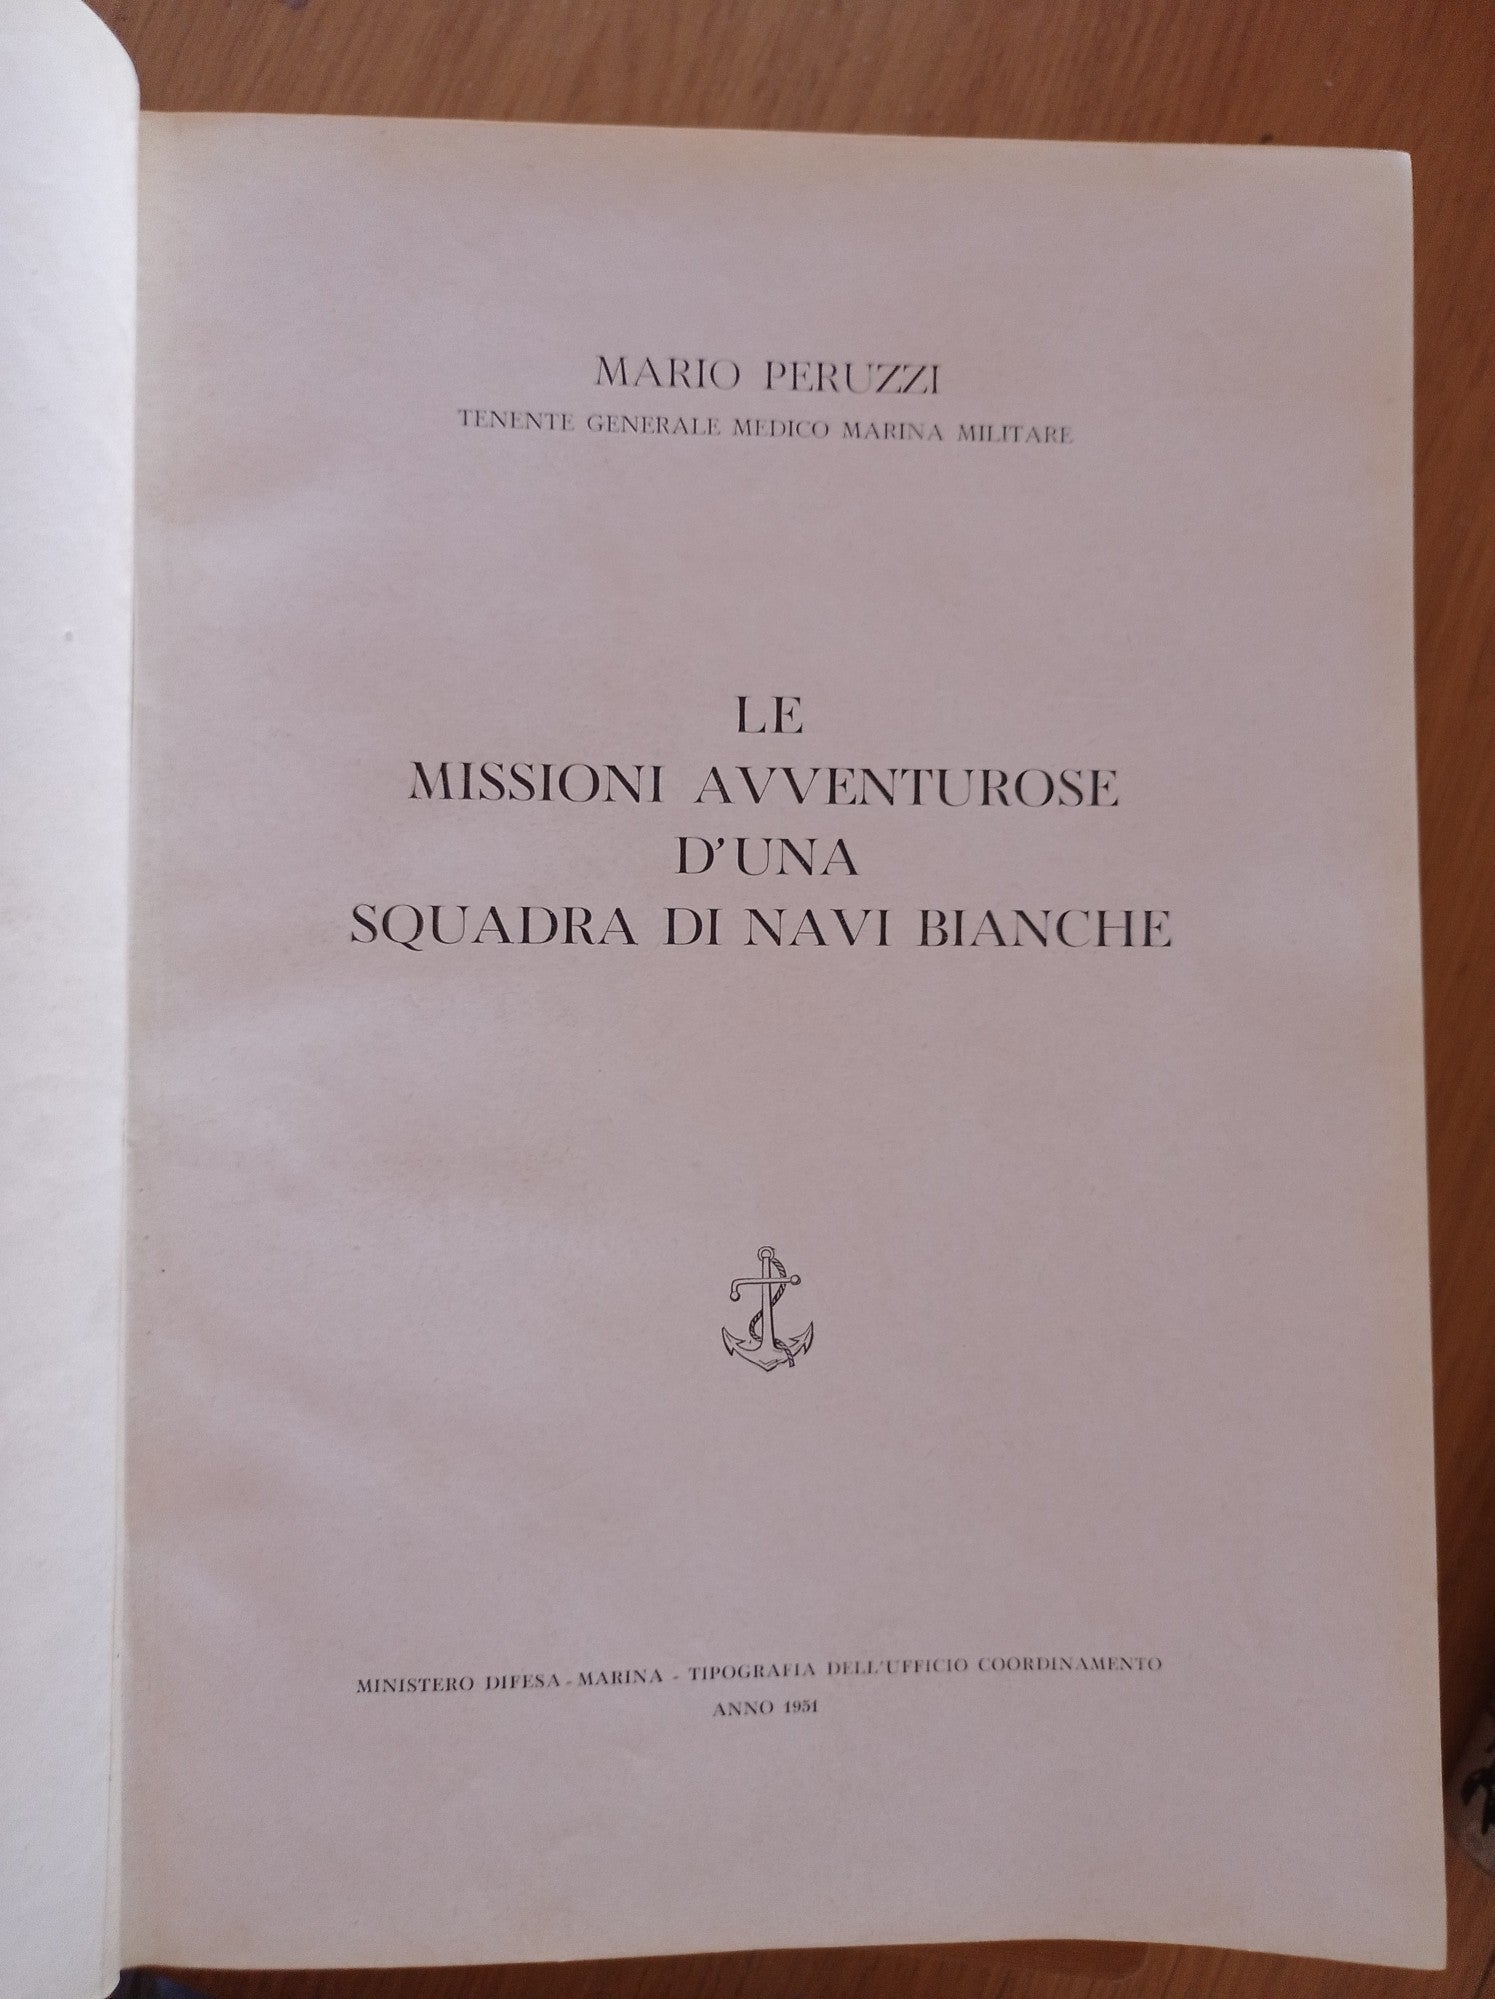 MARIO PERUZZI
TENENTE GENERALE MEDICO MARINA MILITARE
LE
MISSIONI AVVENTUROSE
D'UNA
SQUADRA DI NAVI BIANCHE
MINISTERO DIFESA - MARINA - TIPOGRAFIA DELL'UFFICIO COORDINAMENTO
ANNO 1951